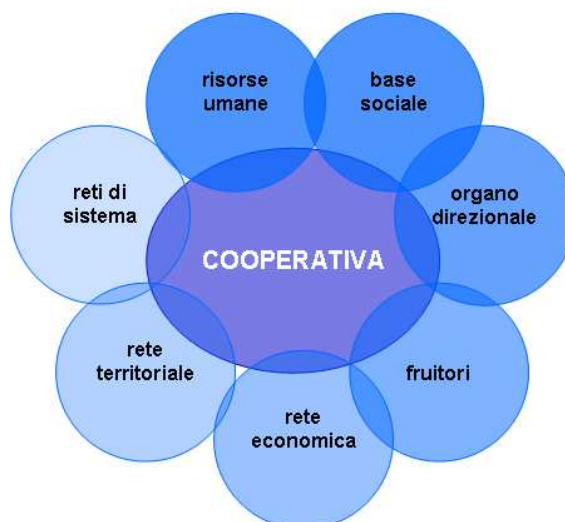 risorse
umane
base
sociale
reti di
sistema
organo
direzionale
COOPERATIVA
rete
territoriale
fruitori
rete
economica